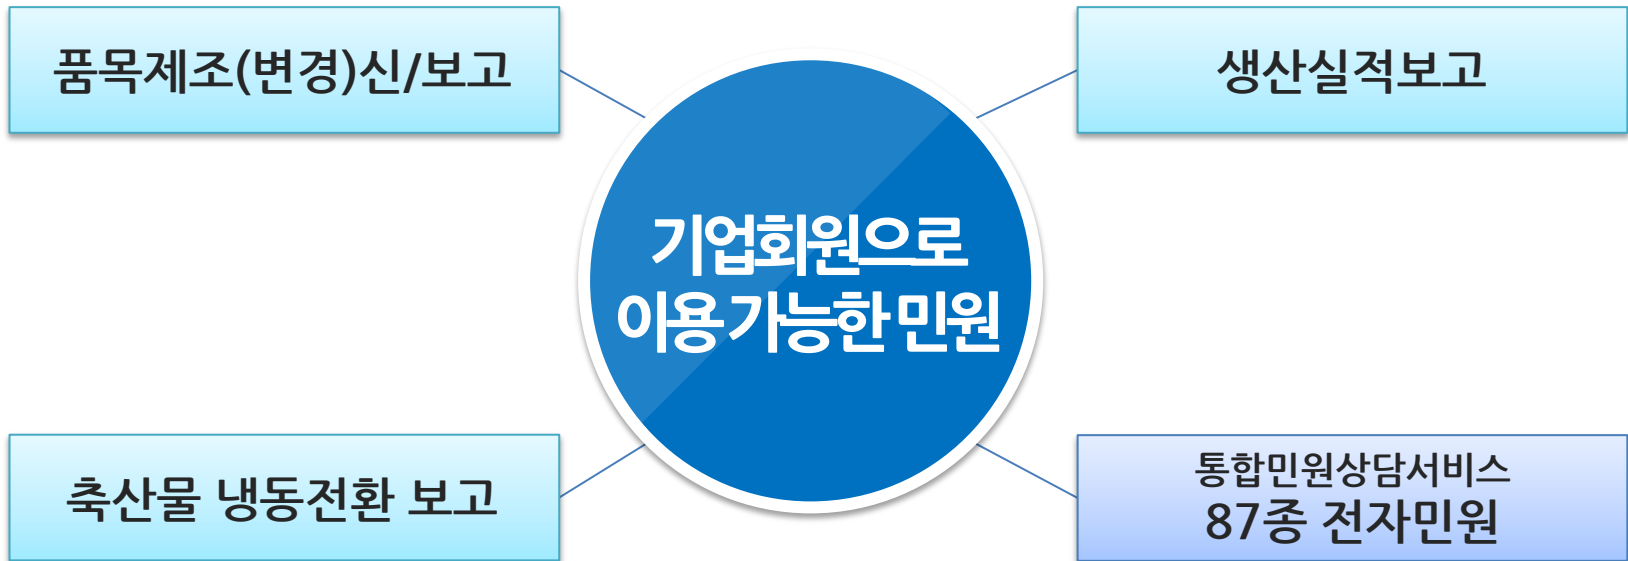 품목제조(변경)신/보고
생산실적보고
기업회원으로
이용 가능한 민원
축산물 냉동전환 보고
통합민원상담서비스
87종 전자민원